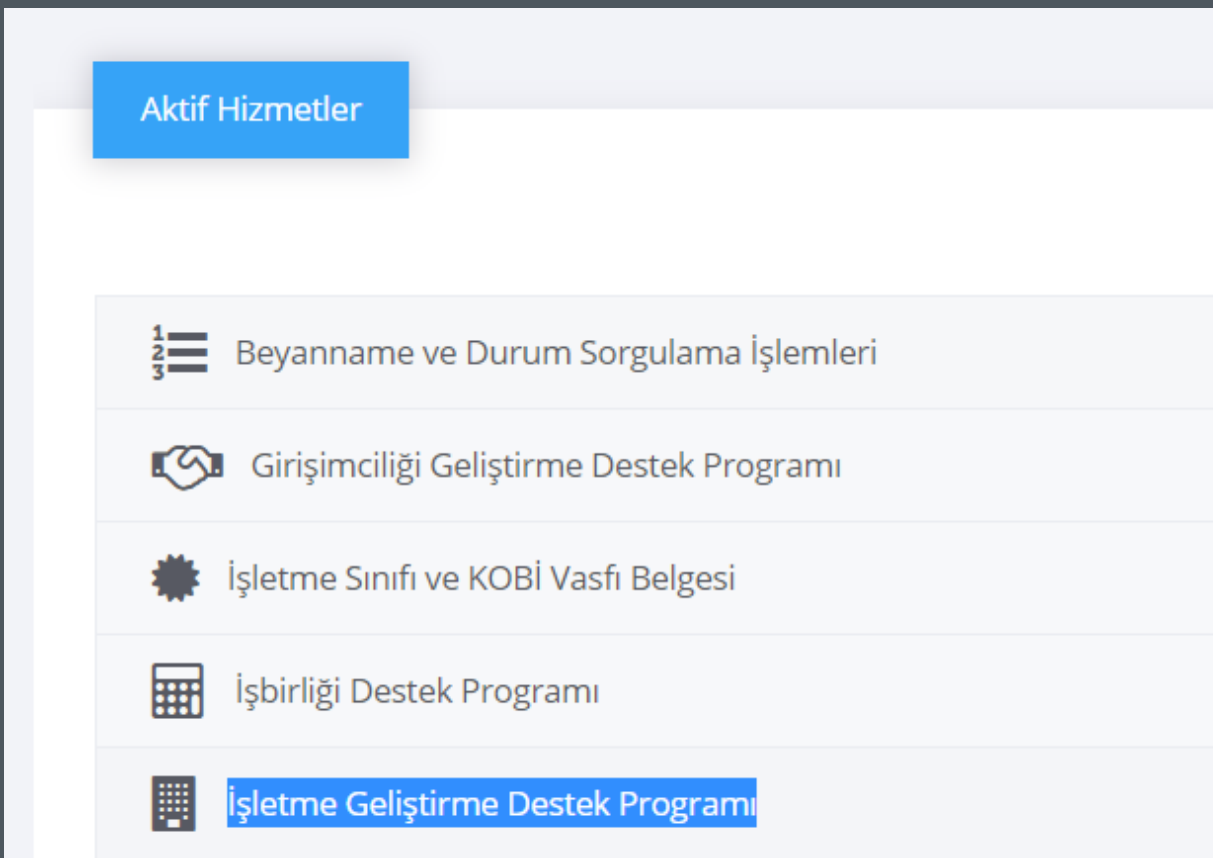 Aktif Hizmetler
Beyanname ve Durum Sorgulama İşlemleri
Girişimciliği Geliştirme Destek Programı
İşletme Sınıfı ve KOBİ Vasfı Belgesi
İşbirliği Destek Programı
İşletme Geliştirme Destek Programı